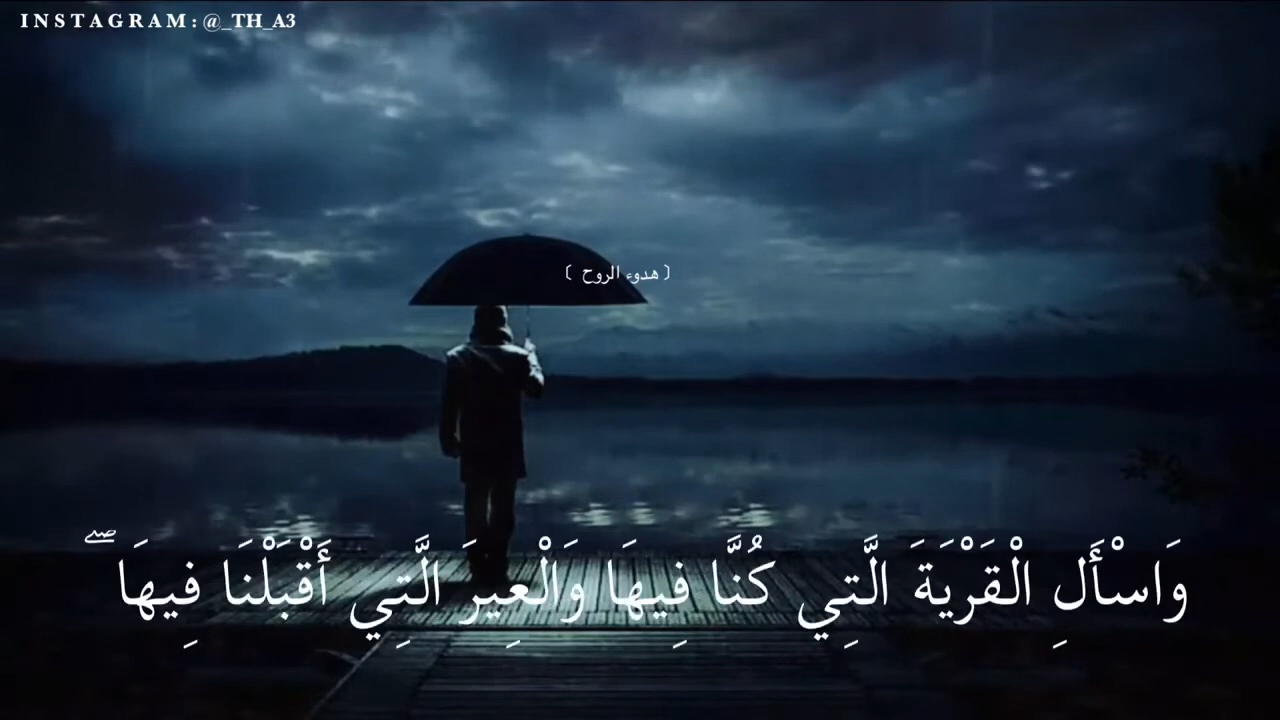 INSTAGRAM:@_TH_A3
﴿ هدوء الروح ﴾
وَاسْأَلِ الْقَرْيَةَ الَّتِي كُنَّا فِيهَا وَالْعِيرَ الَّتِي أَقْبَلْنَا فِيهَا ۖ